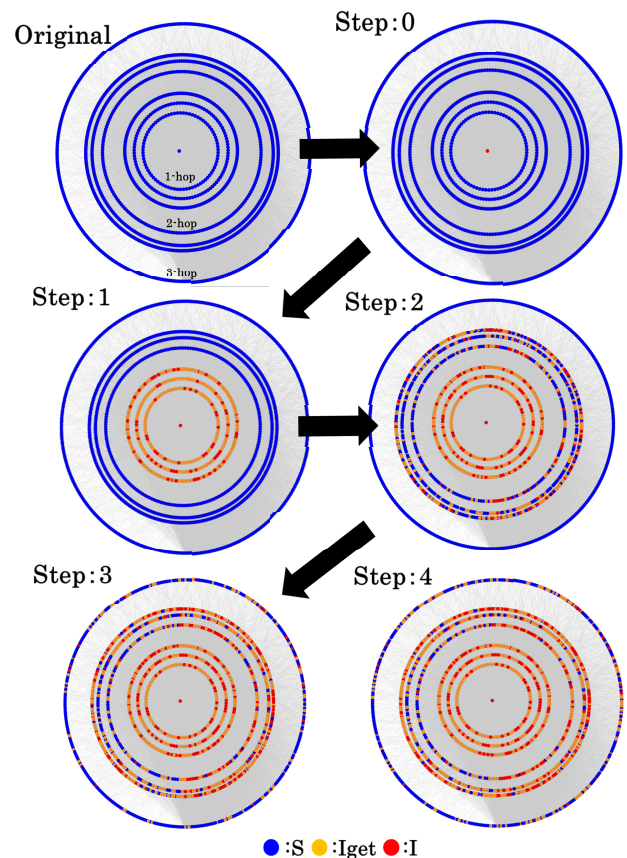 Original
Step:0
1-hop
2-hop
3-hop
Step:1
Step:2
Step:3
Step:4
:S :Iget :I